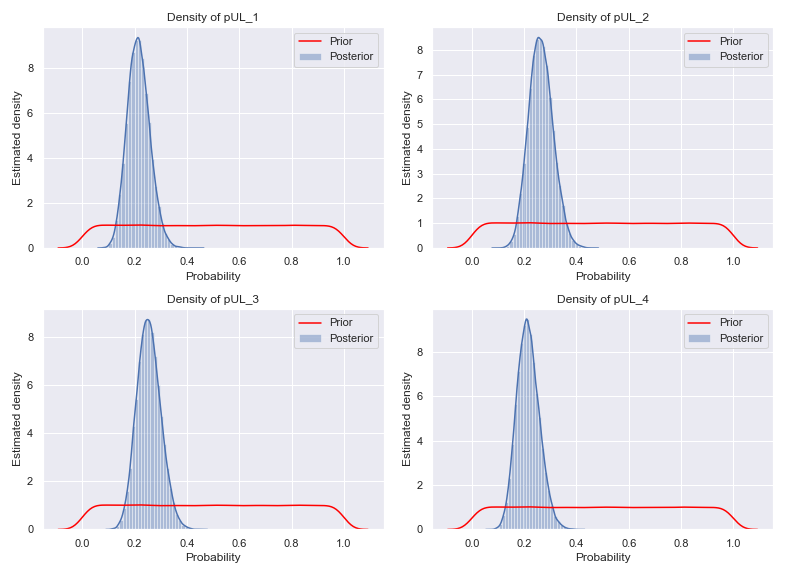 Density of pUL_1
Prior
Posterior
Estimated density
8
6
4
2
0
0.0 0.2 0.4 0.6 0.8 1.0
Probability
Density of pUL_2
Prior
Posterior
Estimated density
8
7
6
5
4
3
2
1
0
0.0 0.2 0.4 0.6 0.8 1.0
Probability
Density of pUL_3
Prior
Posterior
Estimated density
8
6
4
2
0
0.0 0.2 0.4 0.6 0.8 1.0
Probability
Density of pUL_4
Prior
Posterior
Estimated density
8
6
4
2
0
0.0 0.2 0.4 0.6 0.8 1.0
Probability